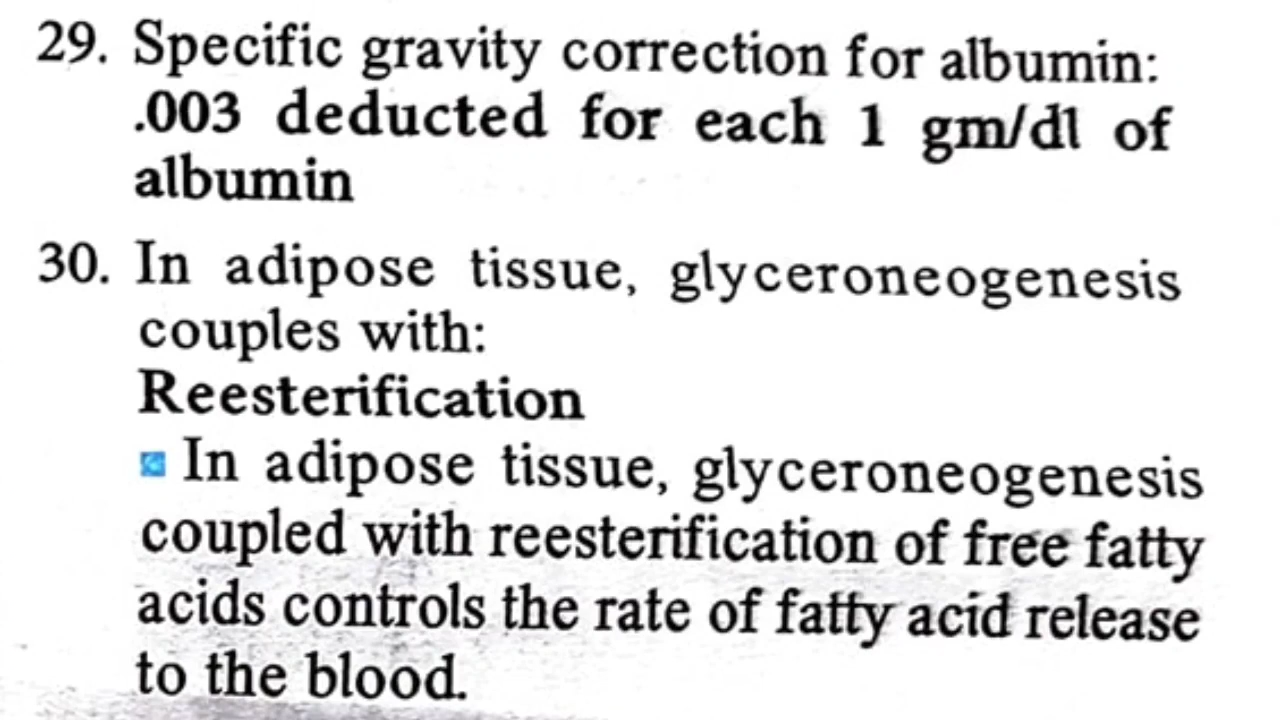 29. Specific gravity correction for albumin:
.003 deducted for each 1 gm/dl of
albumin
30. In adipose tissue, glyceroneogenesis
couples with:
Reesterification
In adipose tissue, glyceroneogenesis
coupled with reesterification of free fatty
acids controls the rate of fatty acid release
to the blood.